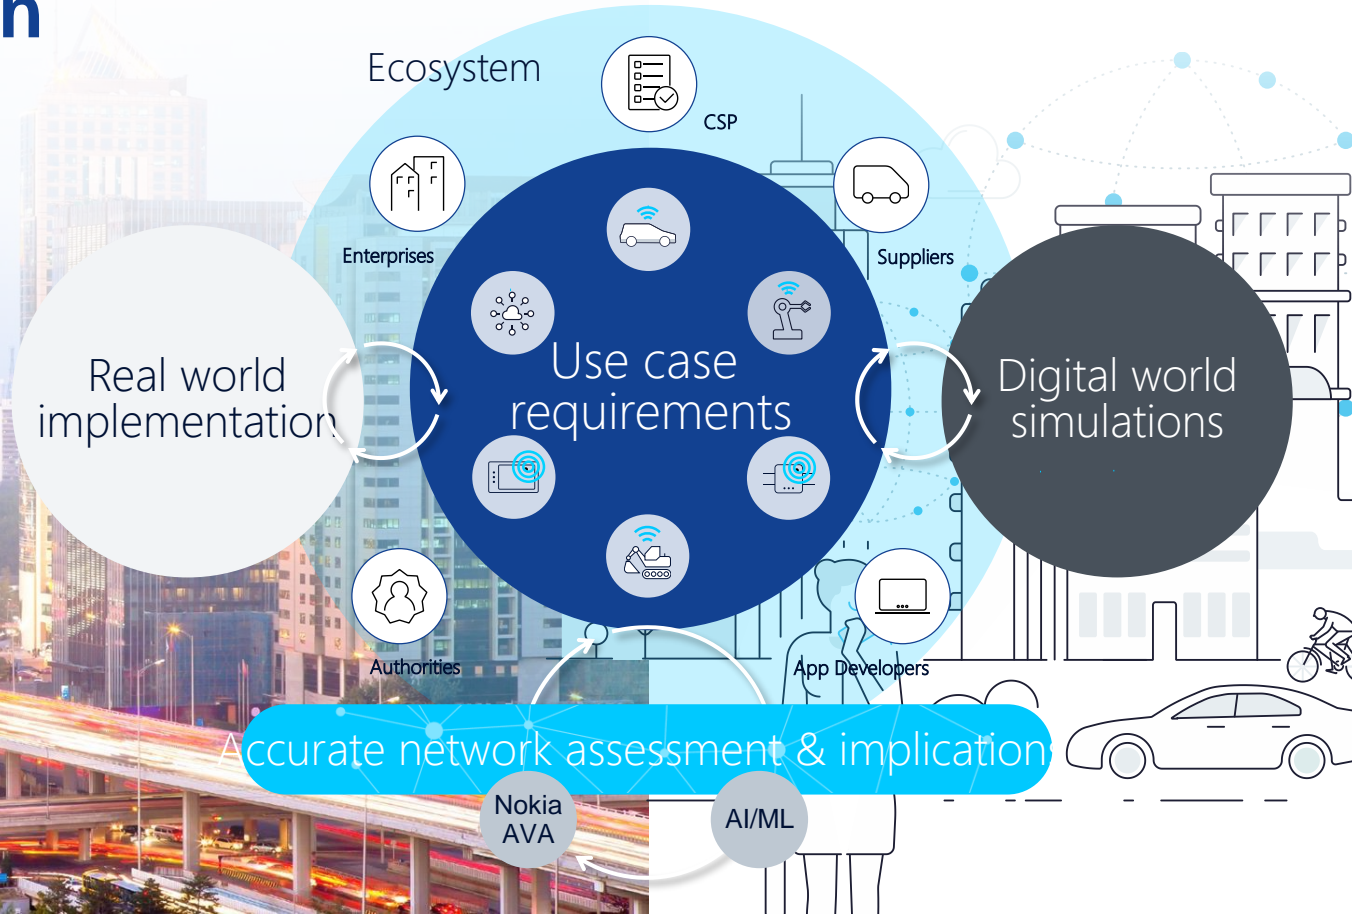 h
Ecosystem
CSP
Enterprises
Suppliers
Real world
implementation
Use case
requirements
Digital world
simulations
Authorities
App Developers
Accurate network assessment & implications
Nokia
AVA
AI/ML